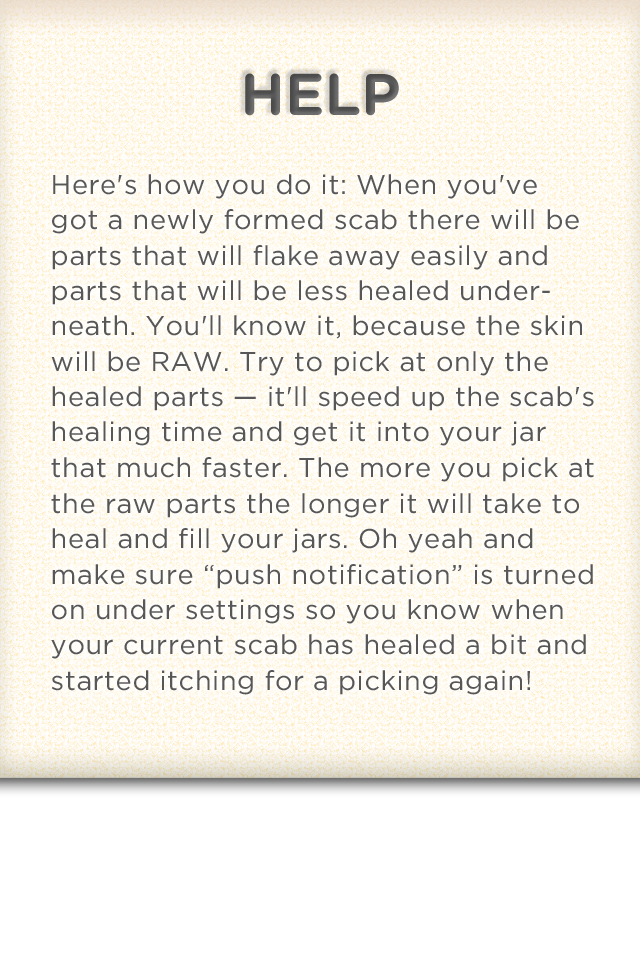 HELP
Here's how you do it: When you've
got a newly formed scab there will be
parts that will flake away easily and
parts that will be less healed under-
neath. You'll know it, because the skin
will be RAW. Try to pick at only the
healed parts — it'll speed up the scab's
healing time and get it into your jar
that much faster. The more you pick at
the raw parts the longer it will take to
heal and fill your jars. Oh yeah and
make sure “push notification” is turned
on under settings so you know when
your current scab has healed a bit and
started itching for a picking again!